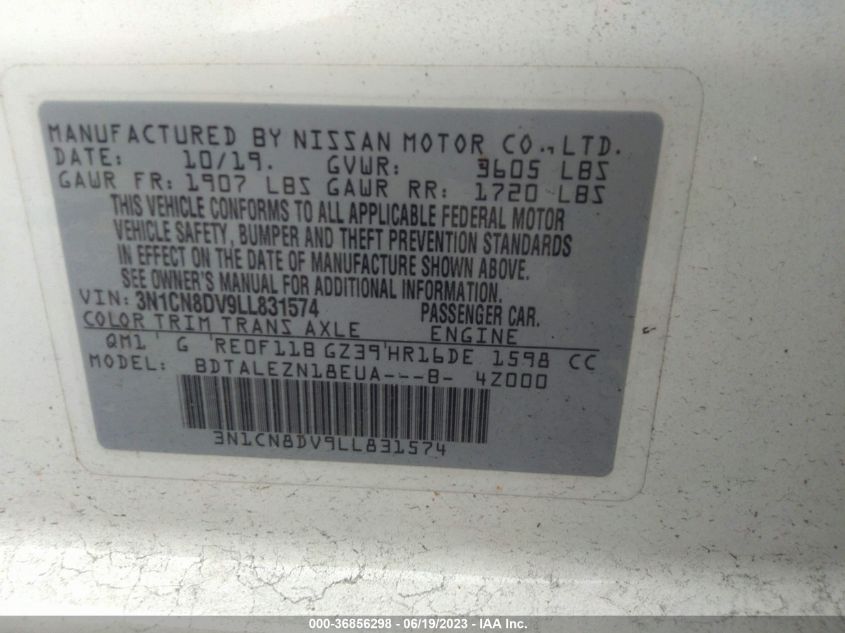 MANUFACTURED BY NISSAN MOTOR CO., LTD.
DATE: 10/19. GVWR: 3605 LBS
GAWR FR: 1907 LBS GAWR RR: 1720 LBS
THIS VEHICLE CONFORMS TO ALL APPLICABLE FEDERAL MOTOR
VEHICLE SAFETY, BUMPER AND THEFT PREVENTION STANDARDS
IN EFFECT ON THE DATE OF MANUFACTURE SHOWN ABOVE.
SEE OWNER'S MANUAL FOR ADDITIONAL INFORMATION.
VIN: 3N1CN8DV9LL831574 PASSENGER CAR.
COLOR TRIM TRANS AXLE ENGINE
QM1 G RE0F11B GZ39 HR16DE 1598 CC
MODEL: BDTALEZN18EUA---B- 4Z000
3N1CN8DV9LL831574
000-36856298 - 06/19/2023 - IAA Inc.